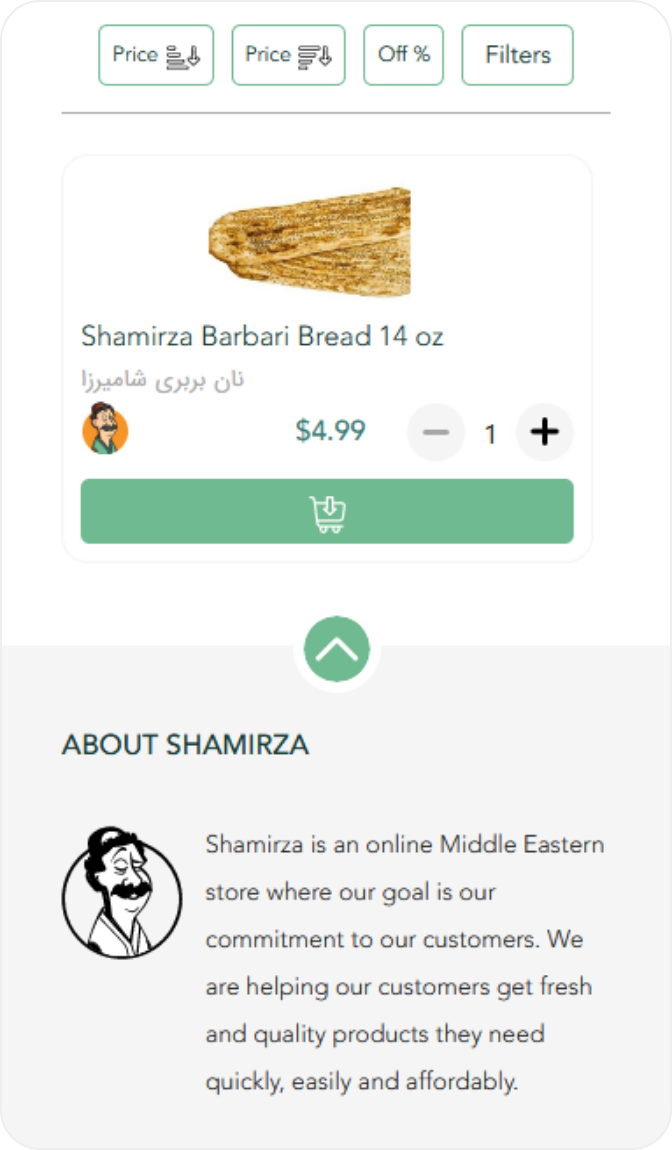 Price Price Off % Filters
Shamirza Barbari Bread 14 oz
نان بربری شامیرزا
$4.99 − 1 +
ABOUT SHAMIRZA
Shamirza is an online Middle Eastern
store where our goal is our
commitment to our customers. We
are helping our customers get fresh
and quality products they need
quickly, easily and affordably.